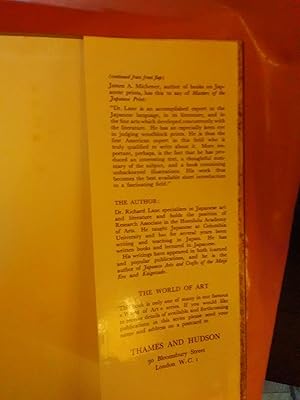 (continued from front flap)
James A. Michener, author of books on Jap-
anese prints, has this to say of Masters of the
Japanese Print:
"Dr. Lane is an accomplished expert in the
Japanese language, in its literature, and in
the fine arts which developed concurrently with
the literature. He has an especially keen eye
in judging woodblock prints. He is thus the
first American expert in this field who is
truly qualified to write about it. More im-
portant, perhaps, is the fact that he has pro-
duced an interesting text, a thoughtful sum-
mary of the subject, and a book containing
unhackneyed illustrations. His work thus
becomes the best available short introduction
to a fascinating field."
THE AUTHOR:
Dr. Richard Lane specialises in Japanese art
and literature and holds the position of
Research Associate in the Honolulu Academy
of Arts. He taught Japanese at Columbia
University and has for several years been
writing and teaching in Japan. He has
written books and lectured in Japanese.
His writings have appeared in both learned
and popular publications, and he is the
author of Japanese Arts and Crafts of the Meiji
Era and Kaigetsudo.
THE WORLD OF ART
This book is only one of many in our famous
« World of Art » series. If you would like
to receive details of available and forthcoming
publications in this series please send your
name and address on a postcard to
THAMES AND HUDSON
30 Bloomsbury Street
London, W.C. 1